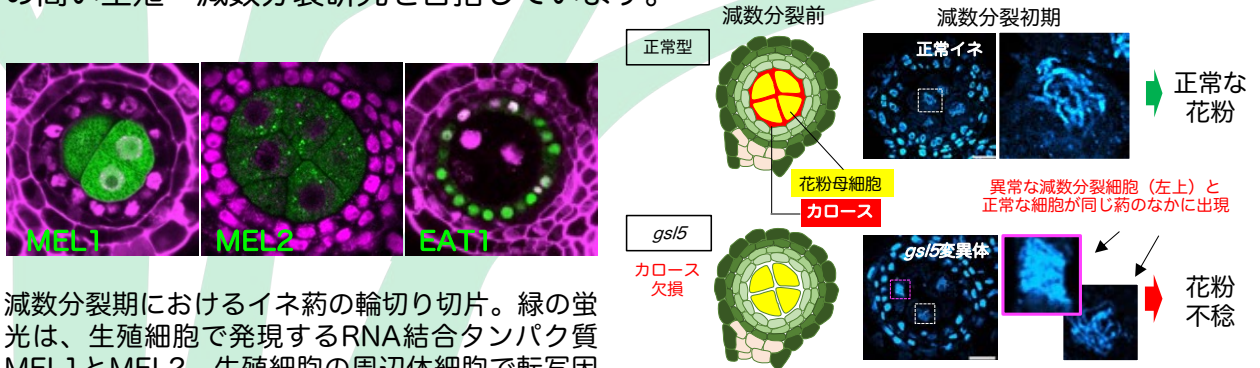 の高い生殖・減数分裂研究を目指しています。
MEL1
MEL2
EAT1
減数分裂期におけるイネ葯の輪切り切片。緑の蛍
光は、生殖細胞で発現するRNA結合タンパク質
MEL1とMEL2、生殖細胞の周辺体細胞で転写因
減数分裂前
減数分裂初期
正常型
正常イネ
正常な
花粉
花粉母細胞
カロース
異常な減数分裂細胞（左上）と
正常な細胞が同じ葯のなかに出現
gsl5
カロース
欠損
gsl5変異体
花粉
不稔